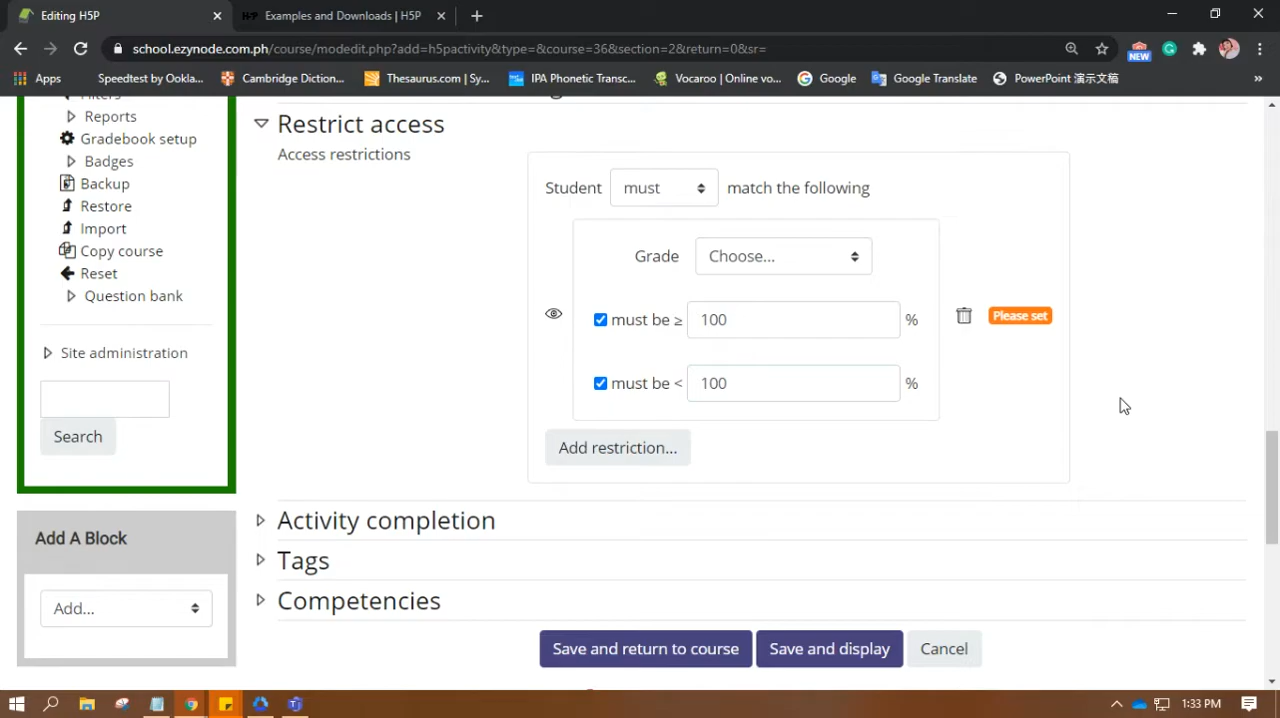 Editing H5P
H-P Examples and Downloads | H5P
school.ezynode.com.ph/course/modedit.php?add=h5pactivity&type=&course=36&section=2&return=0&sr=
NEW
Apps
Speedtest by Ookla...
Cambridge Diction...
Thesaurus.com | Sy...
IPA Phonetic Transc...
Vocaroo | Online vo...
Google
Google Translate
PowerPoint 演示文稿
»
Filters
Reports
Gradebook setup
Badges
Backup
Restore
Import
Copy course
Reset
Question bank
Site administration
Search
Add A Block
Add...
Restrict access
Access restrictions
Student must match the following
Grade Choose...
must be ≥ 100 %
Please set
must be < 100 %
Add restriction...
Activity completion
Tags
Competencies
Save and return to course
Save and display
Cancel
1:33 PM